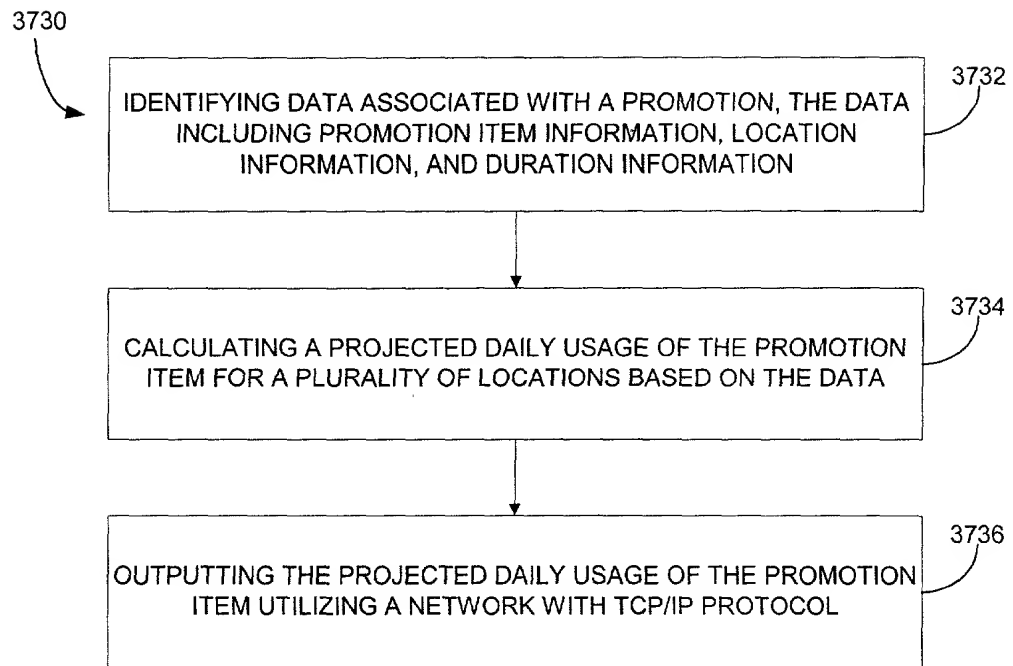 3730
3732
IDENTIFYING DATA ASSOCIATED WITH A PROMOTION, THE DATA
INCLUDING PROMOTION ITEM INFORMATION, LOCATION
INFORMATION, AND DURATION INFORMATION
3734
CALCULATING A PROJECTED DAILY USAGE OF THE PROMOTION
ITEM FOR A PLURALITY OF LOCATIONS BASED ON THE DATA
3736
OUTPUTTING THE PROJECTED DAILY USAGE OF THE PROMOTION
ITEM UTILIZING A NETWORK WITH TCP/IP PROTOCOL